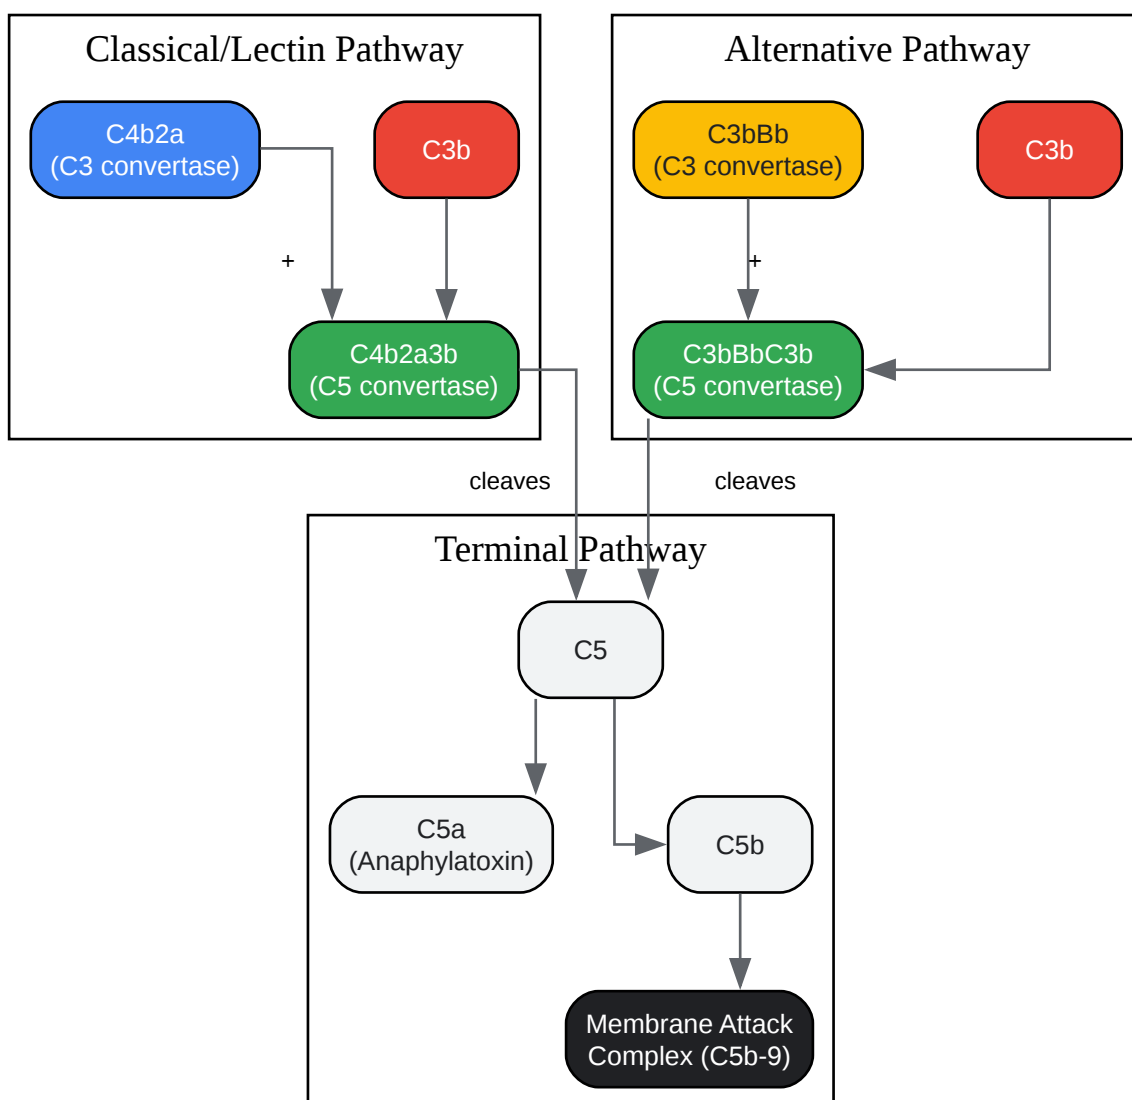 Classical/Lectin Pathway
C4b2a
(C3 convertase)
C3b
+
C4b2a3b
(C5 convertase)
Alternative Pathway
C3bBb
(C3 convertase)
C3b
+
C3bBbC3b
(C5 convertase)
cleaves
cleaves
Terminal Pathway
C5
C5a
(Anaphylatoxin)
C5b
Membrane Attack
Complex (C5b-9)